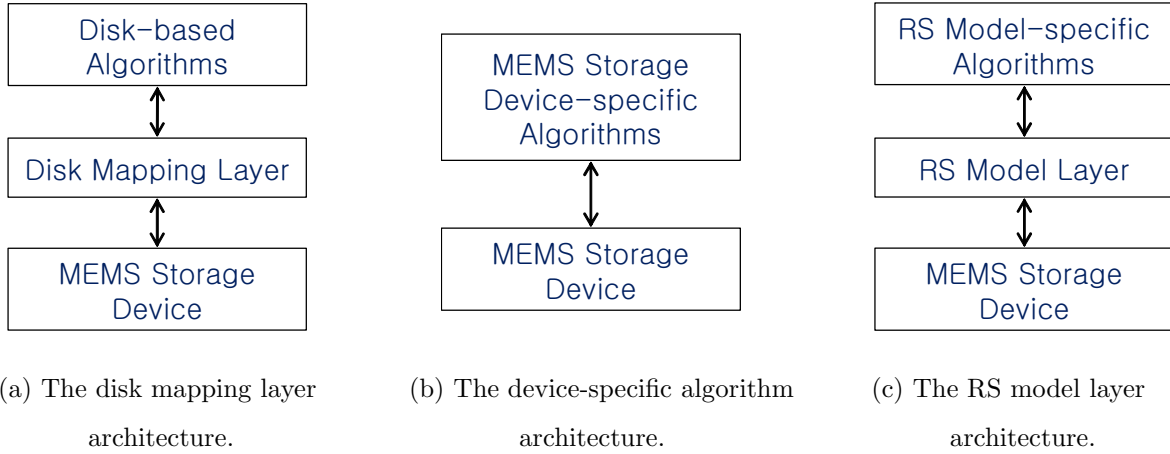 Disk-based
Algorithms
Disk Mapping Layer
MEMS Storage
Device
(a) The disk mapping layer
architecture.
MEMS Storage
Device-specific
Algorithms
MEMS Storage
Device
(b) The device-specific algorithm
architecture.
RS Model-specific
Algorithms
RS Model Layer
MEMS Storage
Device
(c) The RS model layer
architecture.